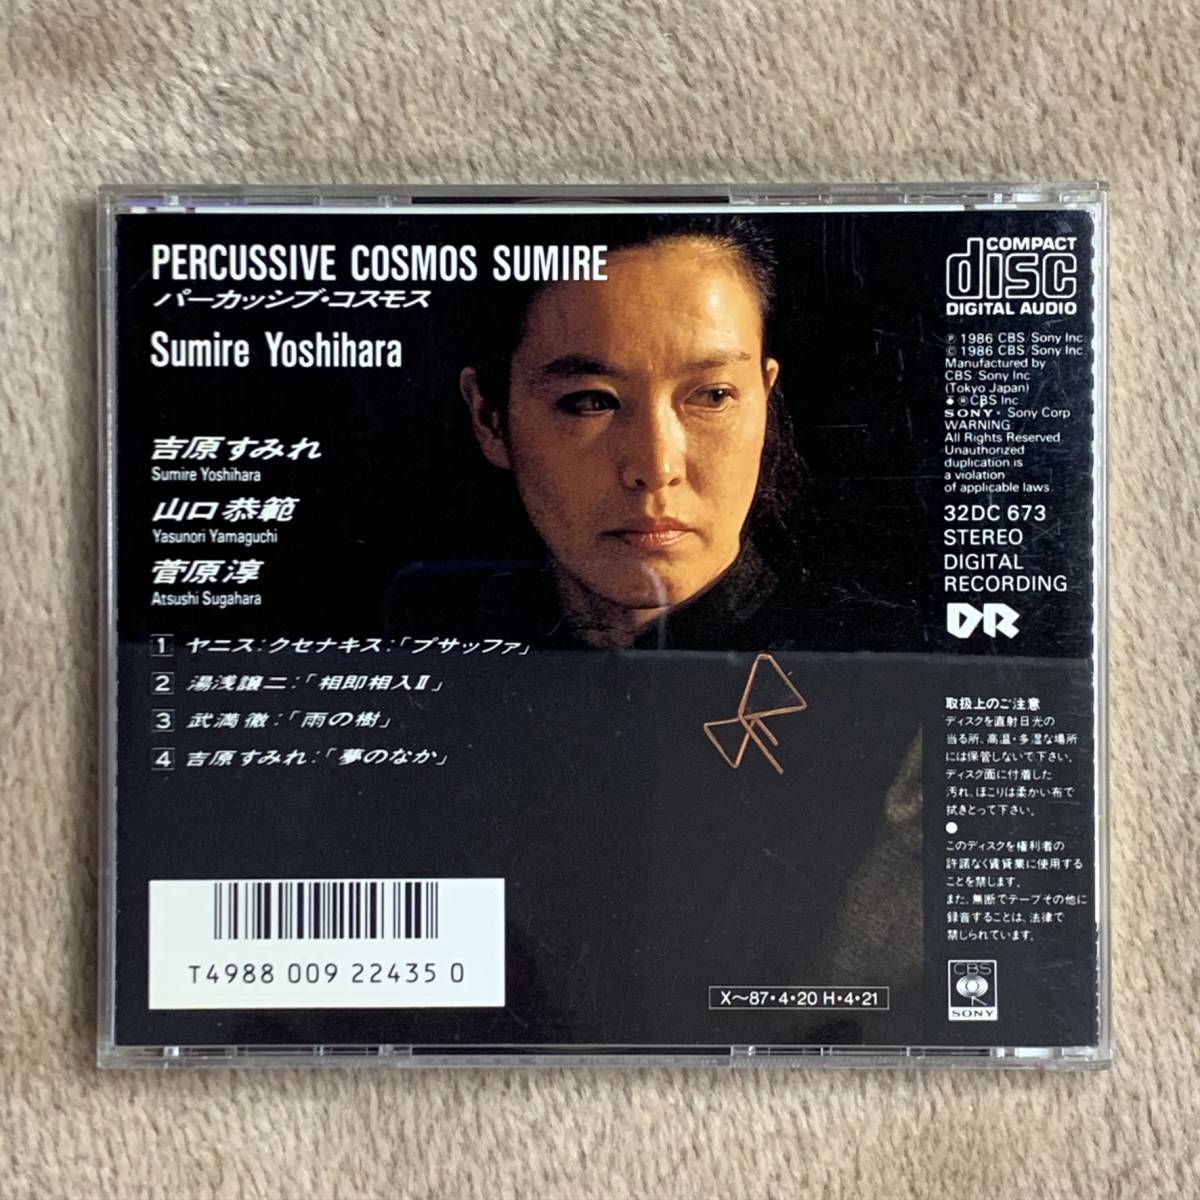 PERCUSSIVE COSMOS SUMIRE
パーカッシブ・コスモス
Sumire Yoshihara
吉原すみれ
Sumire Yoshihara
山口恭範
Yasunori Yamaguchi
菅原淳
Atsushi Sugahara
1 ヤニス:クセナキス:「プサッファ」
2 湯浅譲二:「相即相入II」
3 武満徹:「雨の樹」
4 吉原すみれ:「夢のなか」
T4988 009 22435 0
X〜87・4・20 H・4・21
COMPACT
disc
DIGITAL AUDIO
℗ 1986 CBS/Sony Inc
© 1986 CBS/Sony Inc
Manufactured by
CBS/Sony Inc
(Tokyo Japan)
® CBS Inc
SONY® Sony Corp
WARNING
All Rights Reserved
Unauthorized
duplication is
a violation
of applicable laws.
32DC 673
STEREO
DIGITAL
RECORDING
DR
取扱上のご注意
ディスクを直射日光の
当る所、高温・多湿な場所
には保管しないで下さい。
ディスク面に付着した
汚れ、ほこりは柔かい布で
拭きとって下さい。
●
このディスクを権利者の
許諾なく賃貸業に使用する
ことを禁じます。
また、無断でテープその他に
録音することは、法律で
禁じられています。
CBS
SONY